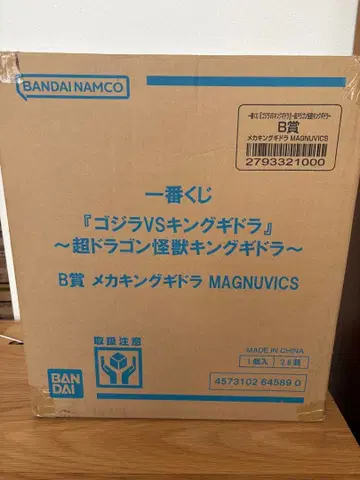 BANDAI NAMCO
一番くじ『ゴジラVSキングギドラ』〜超ドラゴン怪獣キングギドラ〜
B賞
メカキングギドラ MAGNUVICS
2793321000
一番くじ
『ゴジラVSキングギドラ』
〜超ドラゴン怪獣キングギドラ〜
B賞 メカキングギドラ MAGNUVICS
取扱注意
MADE IN CHINA
1個入
BAN
DAI
4573102 64589 0